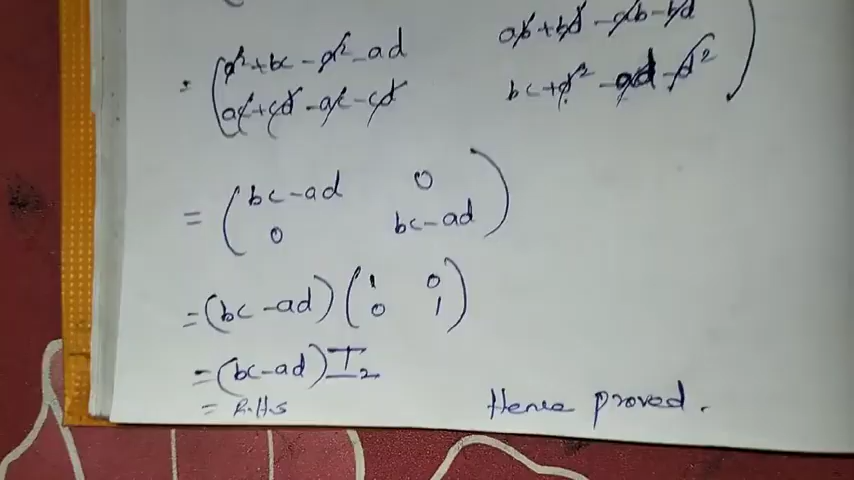 ab+bd-ab-bd
= ( a²+bc-a²-ad
ac+cd-ac-cd bc+d²-ad-d² )
= ( bc-ad 0
0 bc-ad )
= (bc-ad) ( 1 0
0 1 )
= (bc-ad) I₂
= R.H.S Hence proved.